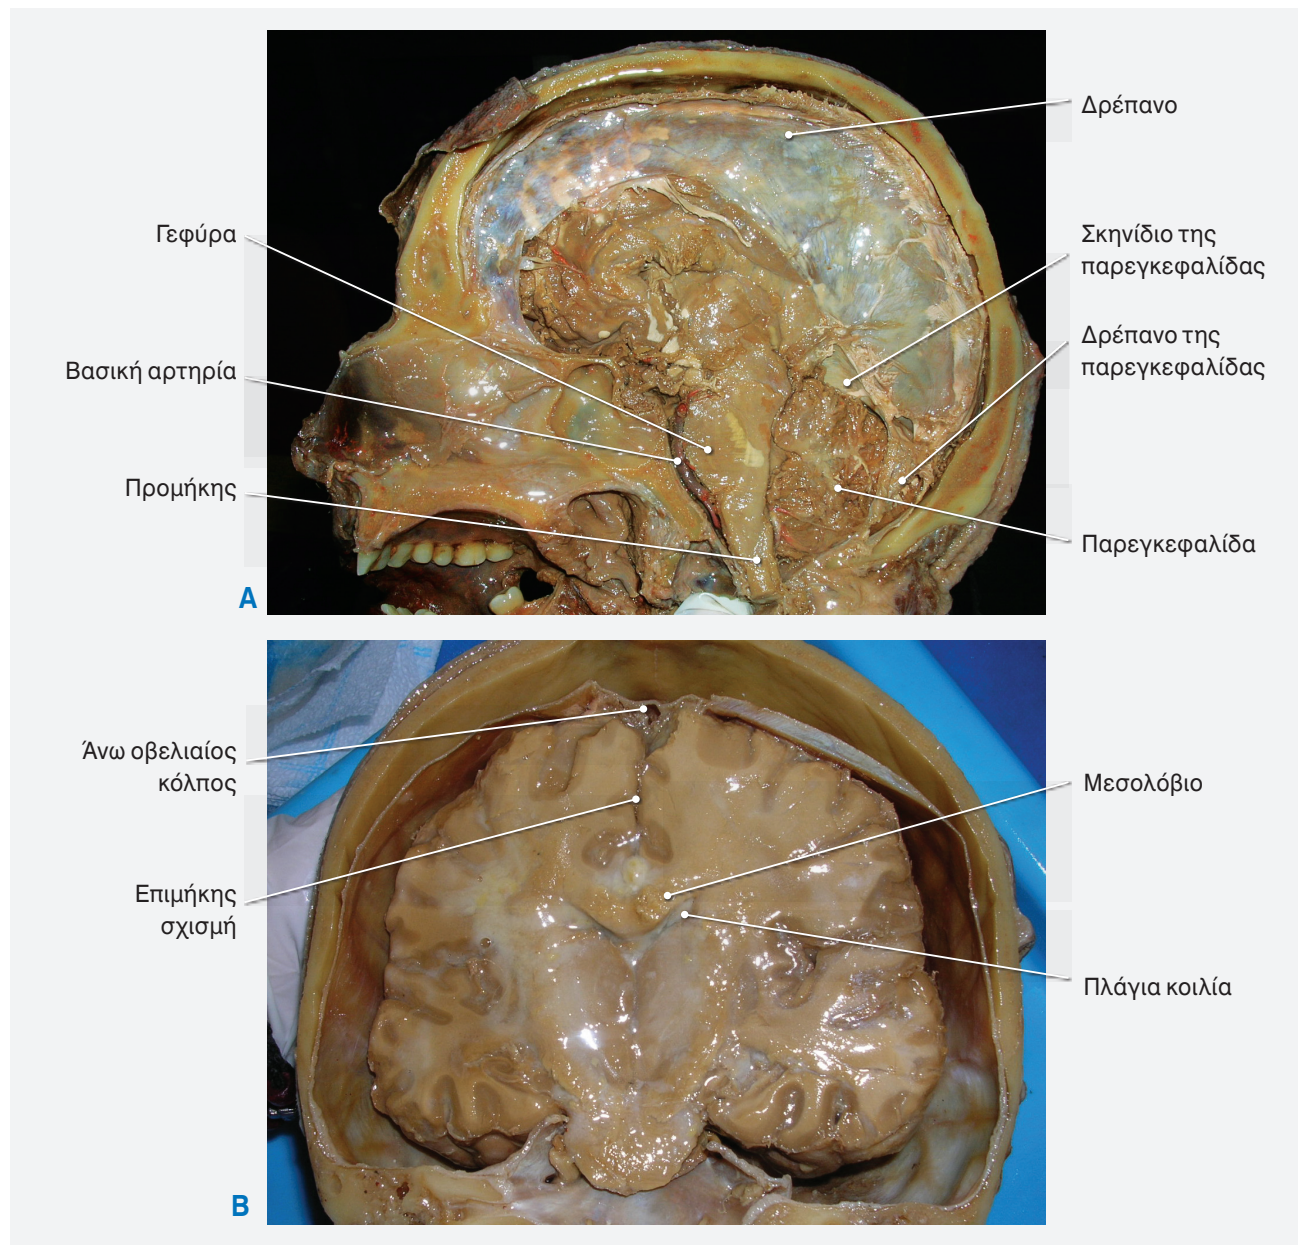 Γεφύρα
Βασική αρτηρία
Προμήκης
A
Δρέπανο
Σκηνίδιο της
παρεγκεφαλίδας
Δρέπανο της
παρεγκεφαλίδας
Παρεγκεφαλίδα
Άνω οβελιαίος
κόλπος
Επιμήκης
σχισμή
B
Μεσολόβιο
Πλάγια κοιλία